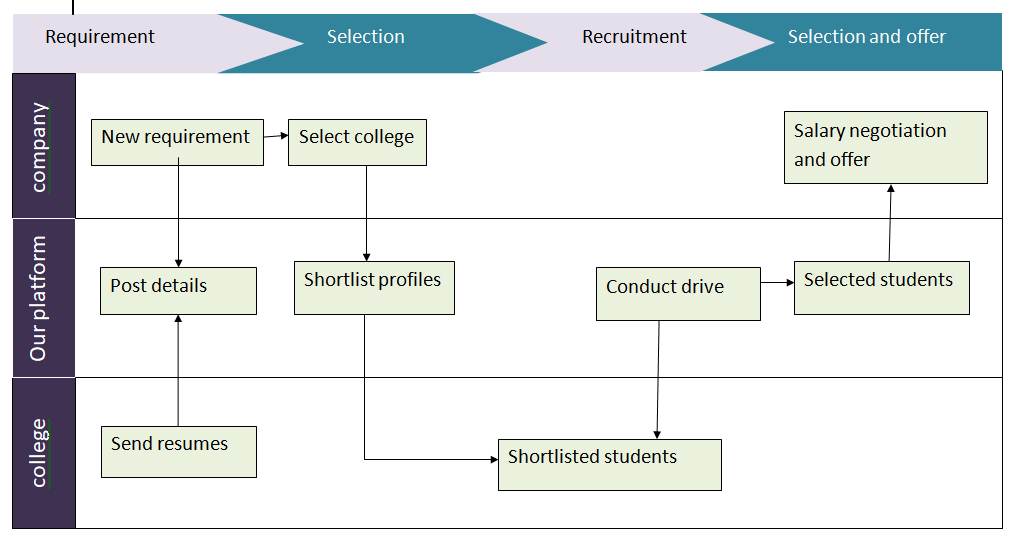 Requirement
Selection
Recruitment
Selection and offer
company
New requirement
Select college
Salary negotiation
and offer
Our platform
Post details
Shortlist profiles
Conduct drive
Selected students
college
Send resumes
Shortlisted students